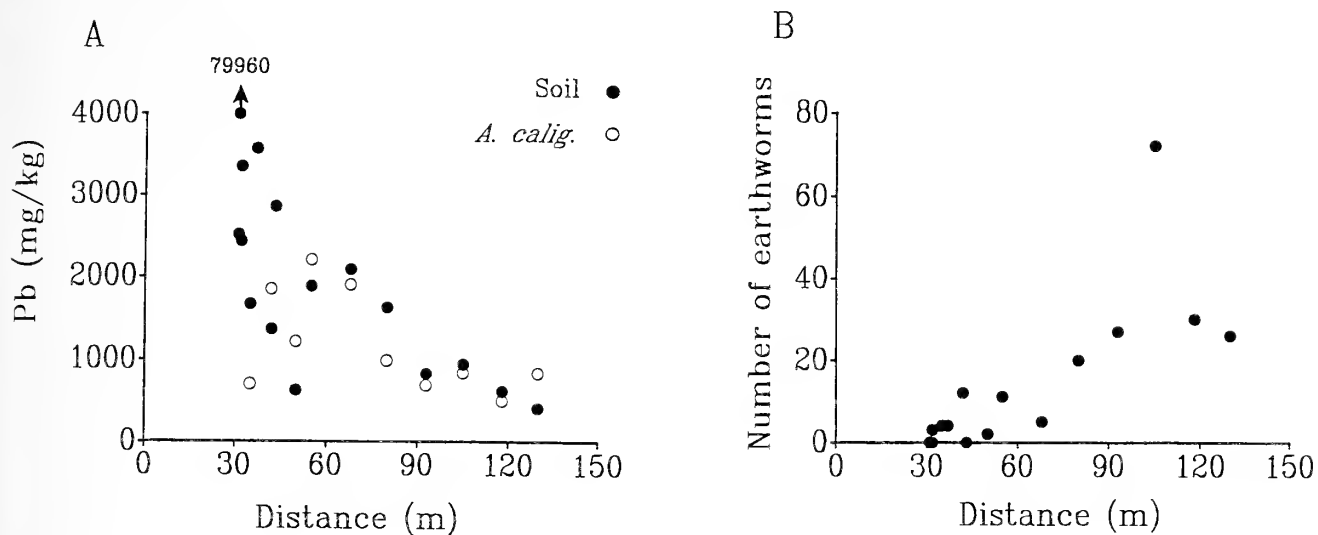 A
79960
Soil
A. calig.
Pb (mg/kg)
4000
3000
2000
1000
0
0 30 60 90 120 150
Distance (m)
B
Number of earthworms
80
60
40
20
0
0 30 60 90 120 150
Distance (m)